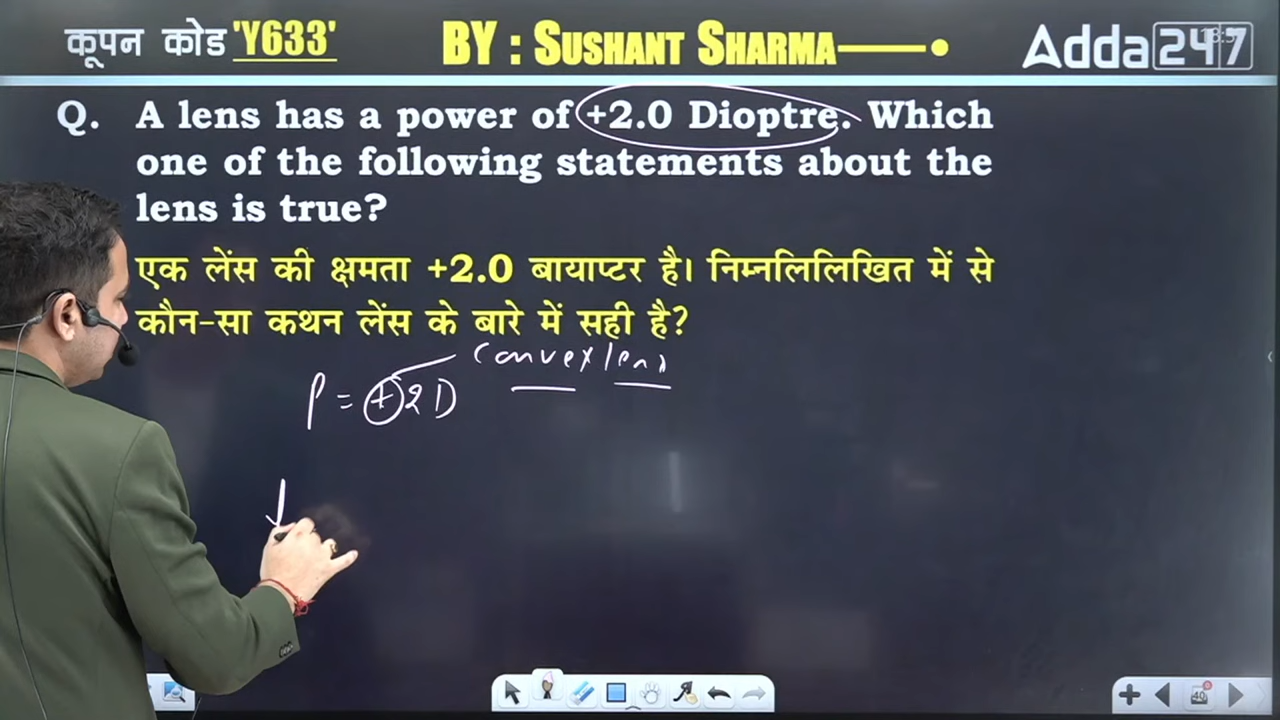 कूपन कोड 'Y633'
BY : SUSHANT SHARMA
Adda247
Q. A lens has a power of +2.0 Dioptre. Which
one of the following statements about the
lens is true?
एक लेंस की क्षमता +2.0 बायाप्टर है। निम्नलिलिखित में से
कौन-सा कथन लेंस के बारे में सही है?
convex lens
P = +2D